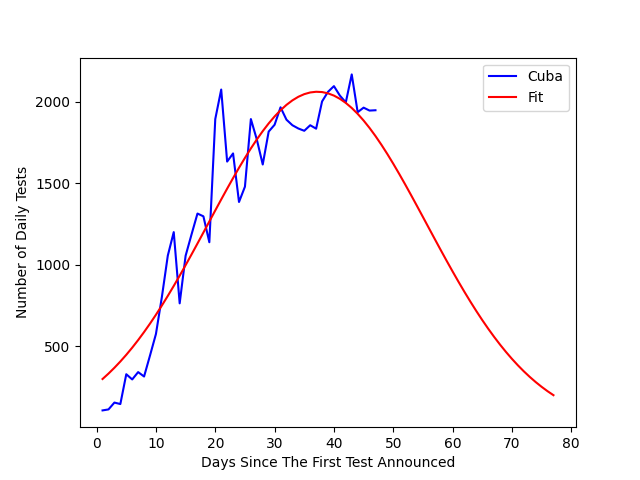 Cuba
Fit
2000
1500
1000
500
Number of Daily Tests
0 10 20 30 40 50 60 70 80
Days Since The First Test Announced